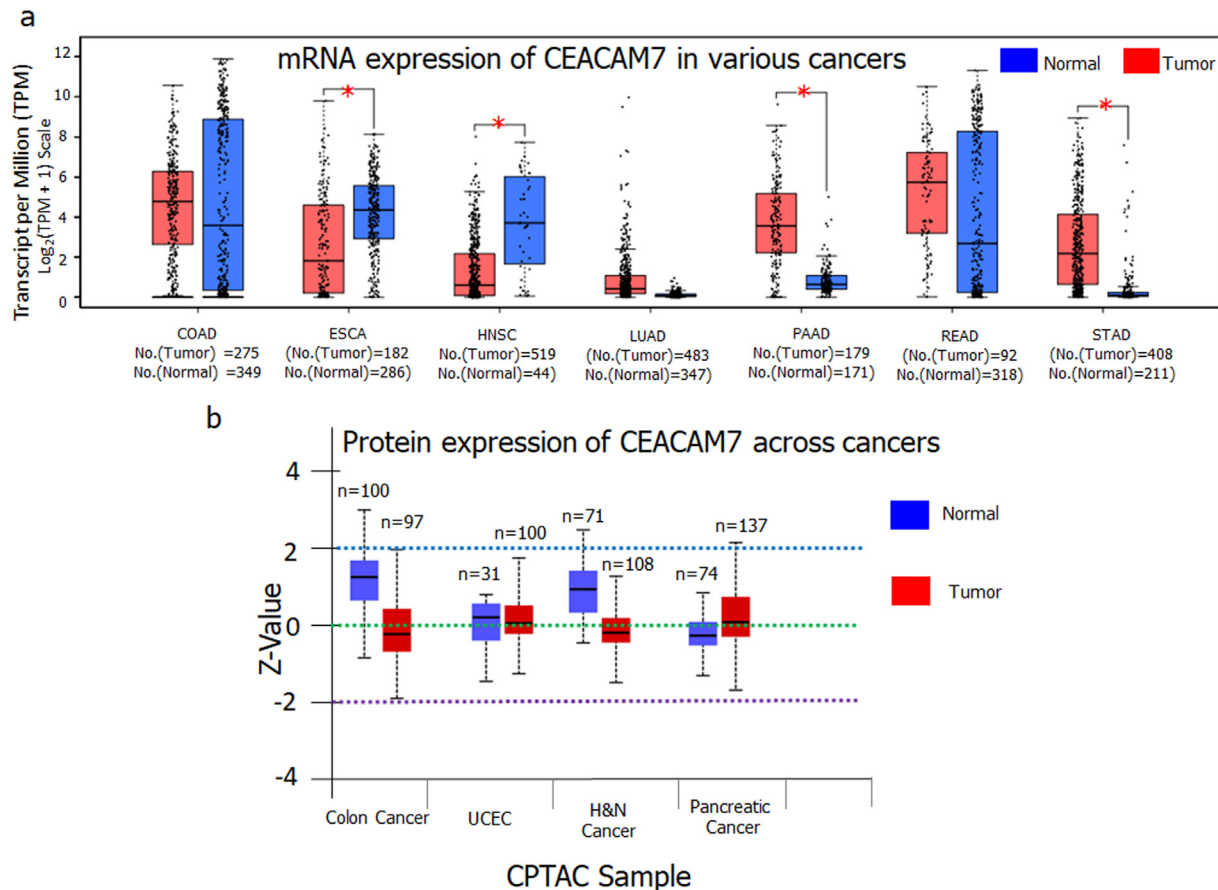 a
mRNA expression of CEACAM7 in various cancers
Normal
Tumor
Transcript per Million (TPM)
Log2(TPM + 1) Scale
12
10
8
6
4
2
0
*
*
*
*
COAD
No.(Tumor) =275
No.(Normal) =349
ESCA
(No.(Tumor)=182
No.(Normal)=286)
HNSC
No.(Tumor)=519
No.(Normal)=44)
LUAD
(No.(Tumor)=483
No.(Normal)=347)
PAAD
No.(Tumor)=179
No.(Normal)=171)
READ
(No.(Tumor)=92
No.(Normal)=318)
STAD
No.(Tumor)=408
No.(Normal)=211)
b
Protein expression of CEACAM7 across cancers
Z-Value
4
2
0
-2
-4
n=100
n=97
n=31
n=100
n=71
n=108
n=74
n=137
Normal
Tumor
Colon Cancer
UCEC
H&N
Cancer
Pancreatic
Cancer
CPTAC Sample